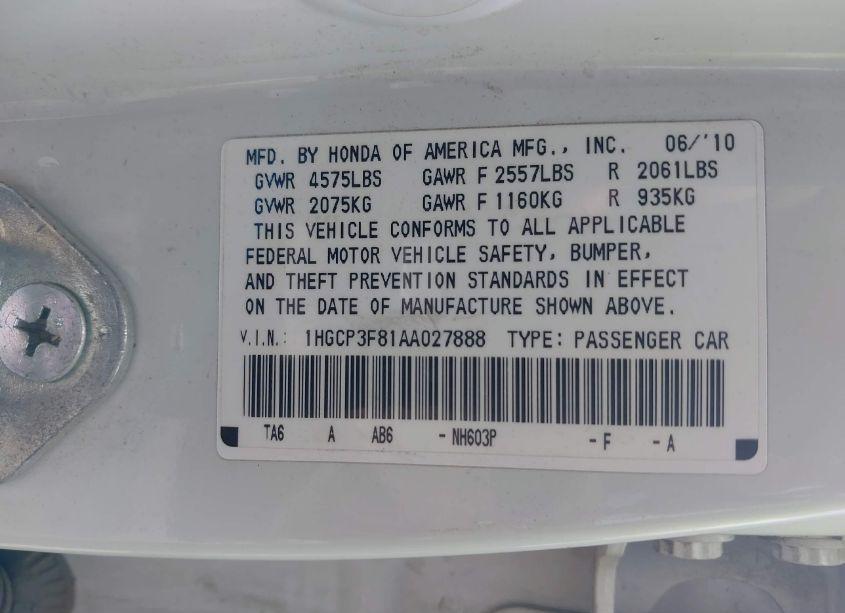 MFD. BY HONDA OF AMERICA MFG., INC. 06/'10
GVWR 4575LBS GAWR F 2557LBS R 2061LBS
GVWR 2075KG GAWR F 1160KG R 935KG
THIS VEHICLE CONFORMS TO ALL APPLICABLE
FEDERAL MOTOR VEHICLE SAFETY, BUMPER,
AND THEFT PREVENTION STANDARDS IN EFFECT
ON THE DATE OF MANUFACTURE SHOWN ABOVE.
V.I.N.: 1HGCP3F81AA027888 TYPE: PASSENGER CAR
TA6 A AB6 -NH603P -F -A